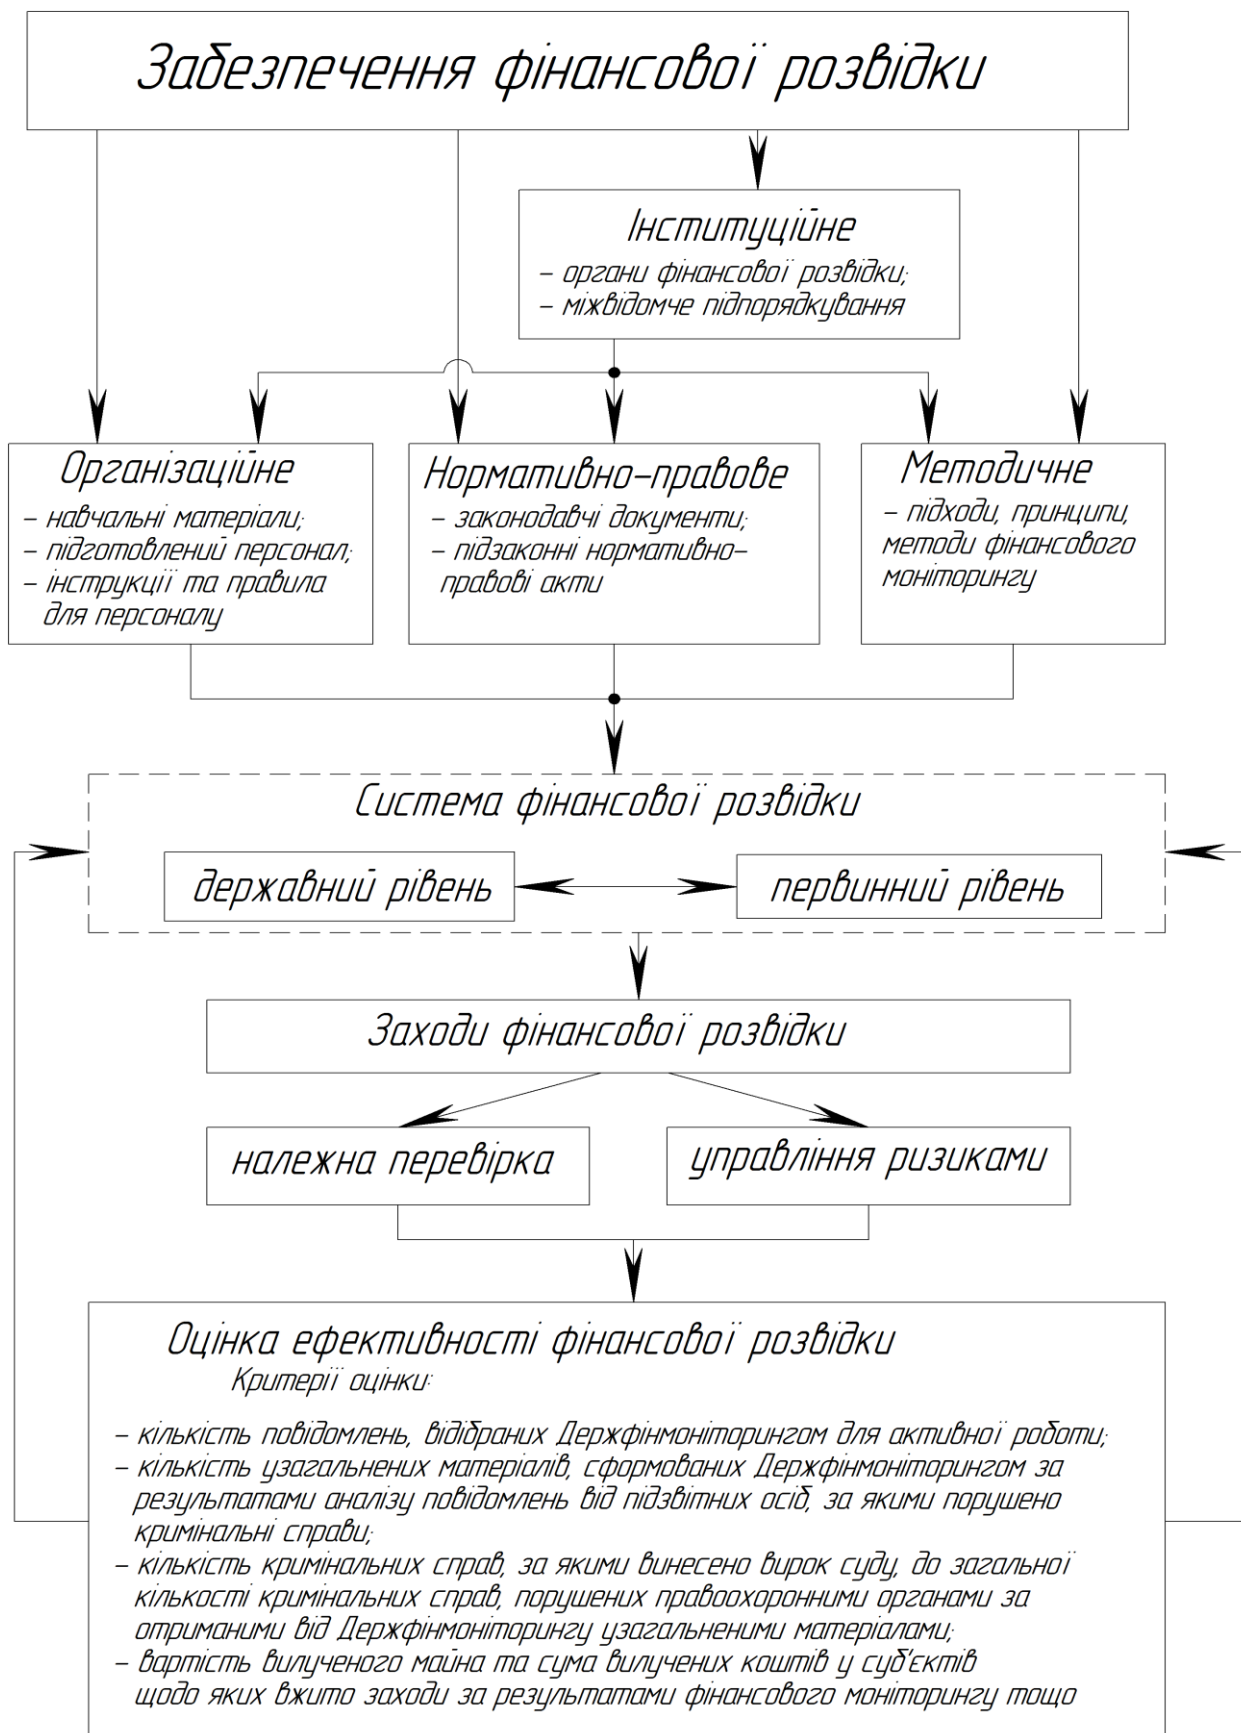 Забезпечення фінансової розвідки
Інституційне
– органи фінансової розвідки;
– міжвідомче підпорядкування
Організаційне
– навчальні матеріали;
– підготовлений персонал;
– інструкції та правила
для персоналу
Нормативно-правове
– законодавчі документи;
– підзаконні нормативно-
правові акти
Методичне
– підходи, принципи,
методи фінансового
моніторингу
Система фінансової розвідки
державний рівень
первинний рівень
Заходи фінансової розвідки
належна перевірка
управління ризиками
Оцінка ефективності фінансової розвідки
Критерії оцінки:
– кількість повідомлень, відібраних Держфінмоніторингом для активної роботи;
– кількість узагальнених матеріалів, сформованих Держфінмоніторингом за
результатами аналізу повідомлень від підзвітних осіб, за якими порушено
кримінальні справи;
– кількість кримінальних справ, за якими винесено вирок суду, до загальної
кількості кримінальних справ, порушених правоохоронними органами за
отриманими від Держфінмоніторингу узагальненими матеріалами;
– вартість вилученого майна та сума вилучених коштів у суб'єктів
щодо яких вжито заходи за результатами фінансового моніторингу тощо